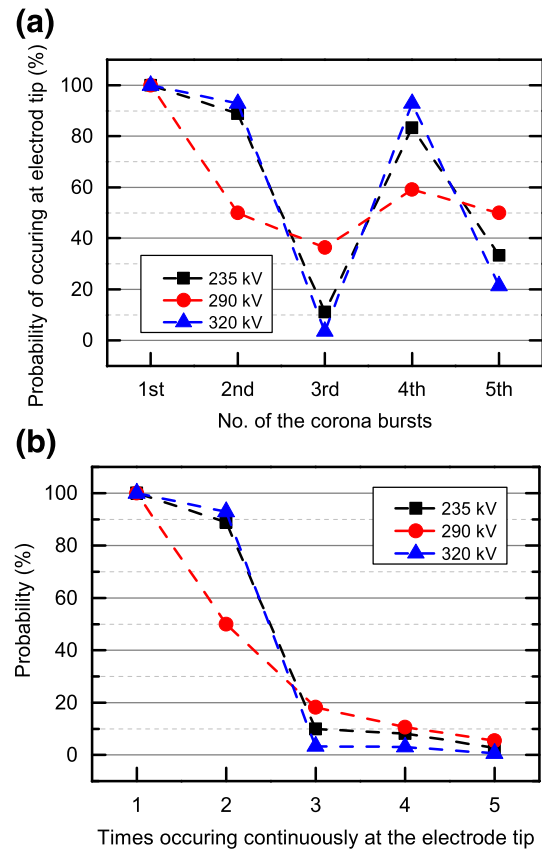 (a)
Probability of occuring at electrod tip (%)
100
80
60
40
20
0
235 kV
290 kV
320 kV
1st 2nd 3rd 4th 5th
No. of the corona bursts
(b)
Probability (%)
100
80
60
40
20
0
235 kV
290 kV
320 kV
1 2 3 4 5
Times occuring continuously at the electrode tip